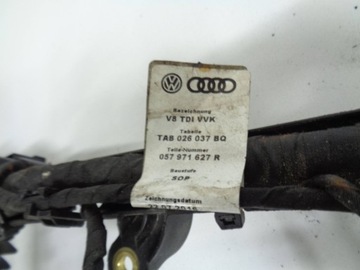 Bezeichnung
V8 TDI VVK
Tabelle
TAB 026 037 BQ
Teile-Nummer
057 971 627 R
Baustufe
SOP
Zeichnungsdatum